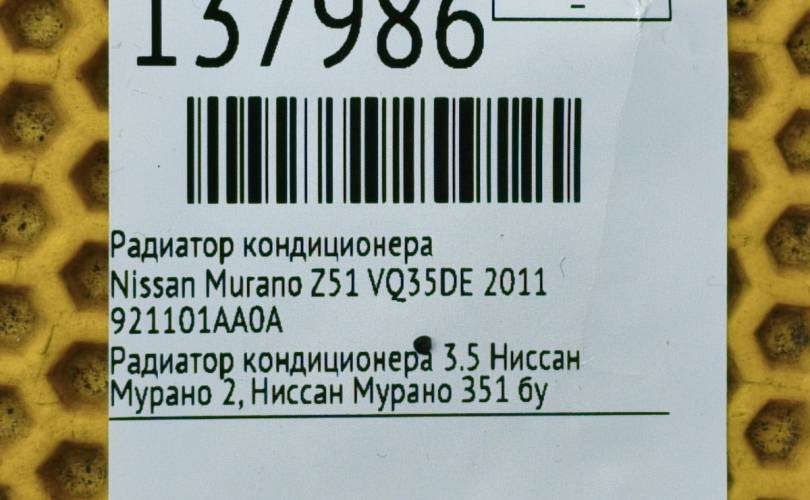 137986
Радиатор кондиционера
Nissan Murano Z51 VQ35DE 2011
921101AA0A
Радиатор кондиционера 3.5 Ниссан
Мурано 2, Ниссан Мурано З51 бу